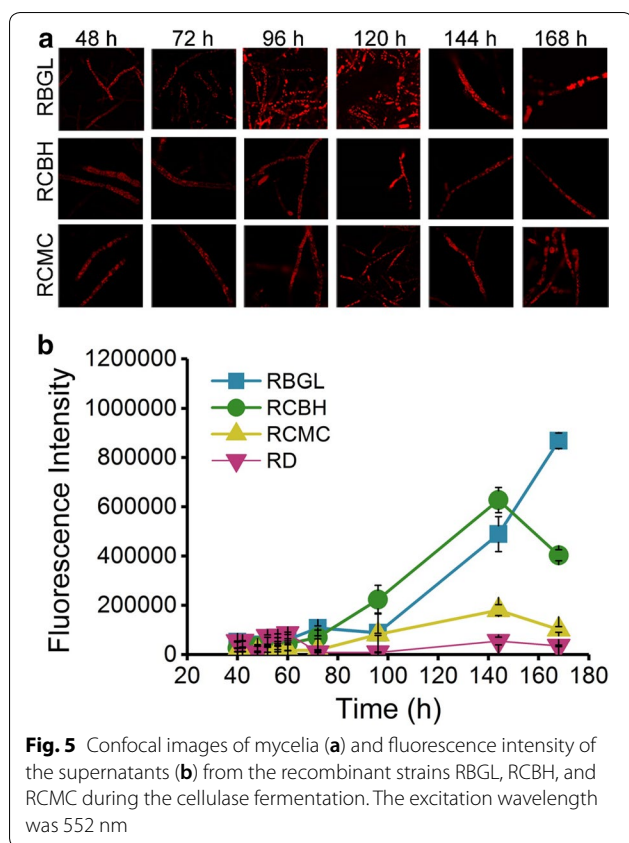 a
48 h 72 h 96 h 120 h 144 h 168 h
RBGL
RCBH
RCMC
b
1200000
1000000
800000
600000
400000
200000
0
Fluorescence Intensity
RBGL
RCBH
RCMC
RD
20 40 60 80 100 120 140 160 180
Time (h)
Fig. 5 Confocal images of mycelia (a) and fluorescence intensity of
the supernatants (b) from the recombinant strains RBGL, RCBH, and
RCMC during the cellulase fermentation. The excitation wavelength
was 552 nm